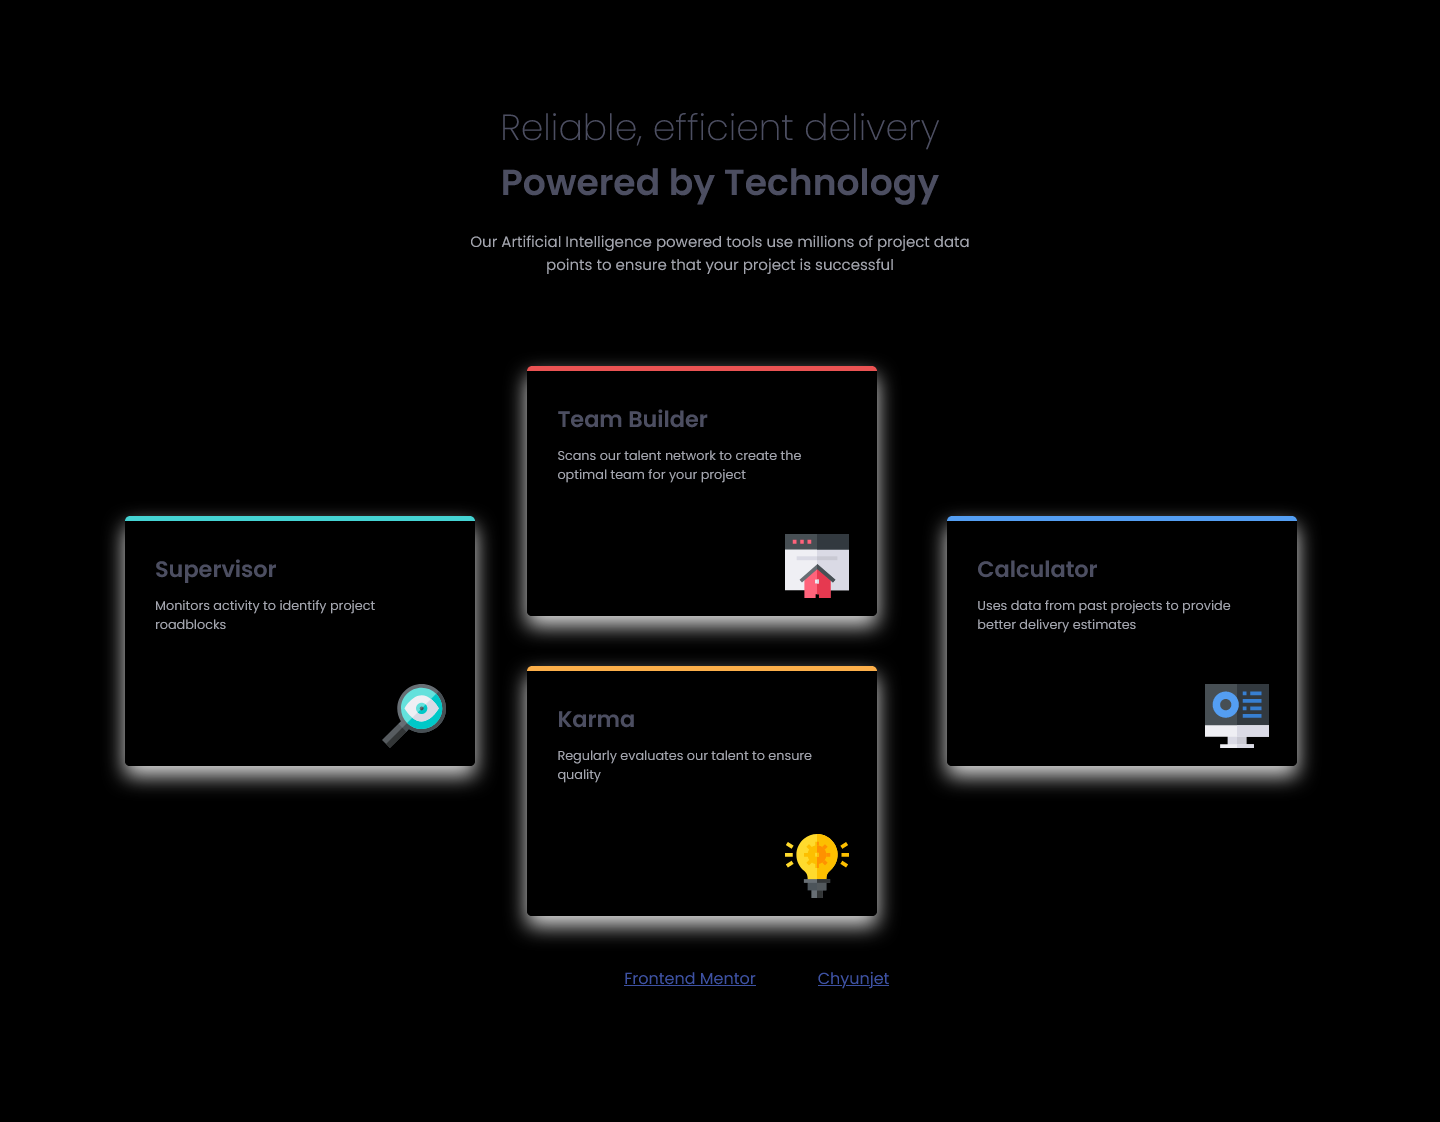 Reliable, efficient delivery
Powered by Technology
Our Artificial Intelligence powered tools use millions of project data
points to ensure that your project is successful
Supervisor
Monitors activity to identify project
roadblocks
Team Builder
Scans our talent network to create the
optimal team for your project
Karma
Regularly evaluates our talent to ensure
quality
Calculator
Uses data from past projects to provide
better delivery estimates
Frontend Mentor
Chyunjet